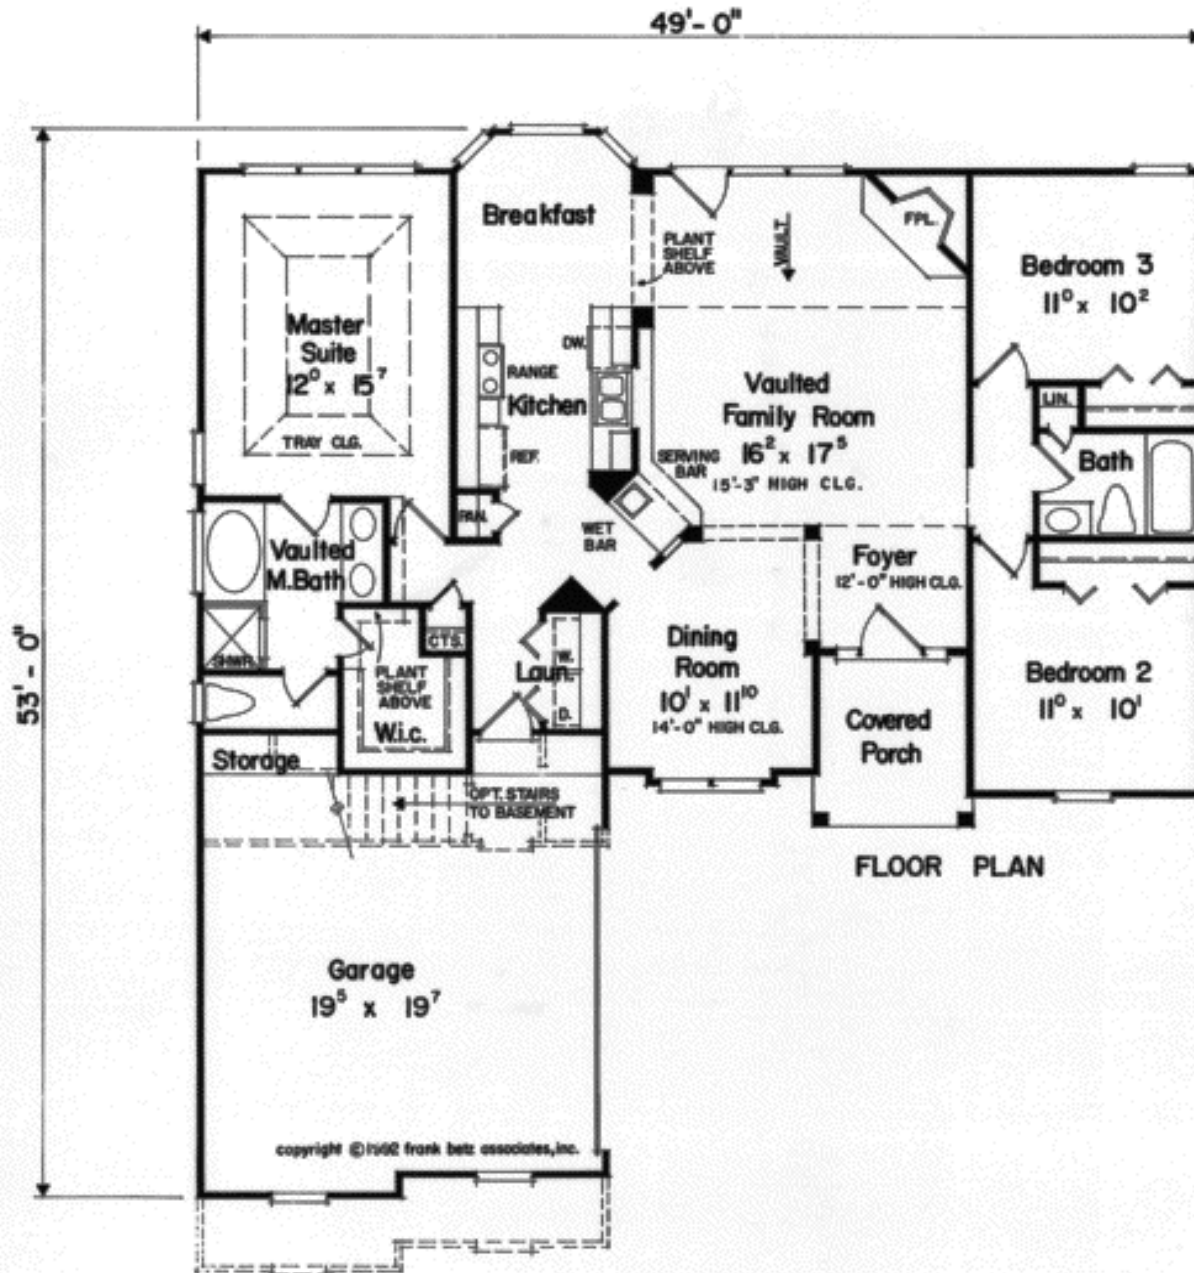 49'-0"
53'-0"
Breakfast
PLANT
SHELF
ABOVE
VAULT
FPL.
Bedroom 3
11⁰ x 10²
Master
Suite
12⁰ x 15⁷
TRAY CLG.
DW.
RANGE
Kitchen
REF.
PAN.
Vaulted
Family Room
16² x 17⁵
15'-3" HIGH CLG.
SERVING
BAR
LIN.
Bath
WET
BAR
Vaulted
M.Bath
SHWR.
Foyer
12'-0" HIGH CLG.
CTS.
PLANT
SHELF
ABOVE
W.i.c.
Laun.
W.
D.
Dining
Room
10¹ x 11¹⁰
14'-0" HIGH CLG.
Bedroom 2
11⁰ x 10¹
Covered
Porch
Storage
OPT. STAIRS
TO BASEMENT
FLOOR PLAN
Garage
19⁵ x 19⁷
copyright © frank betz associates, inc.